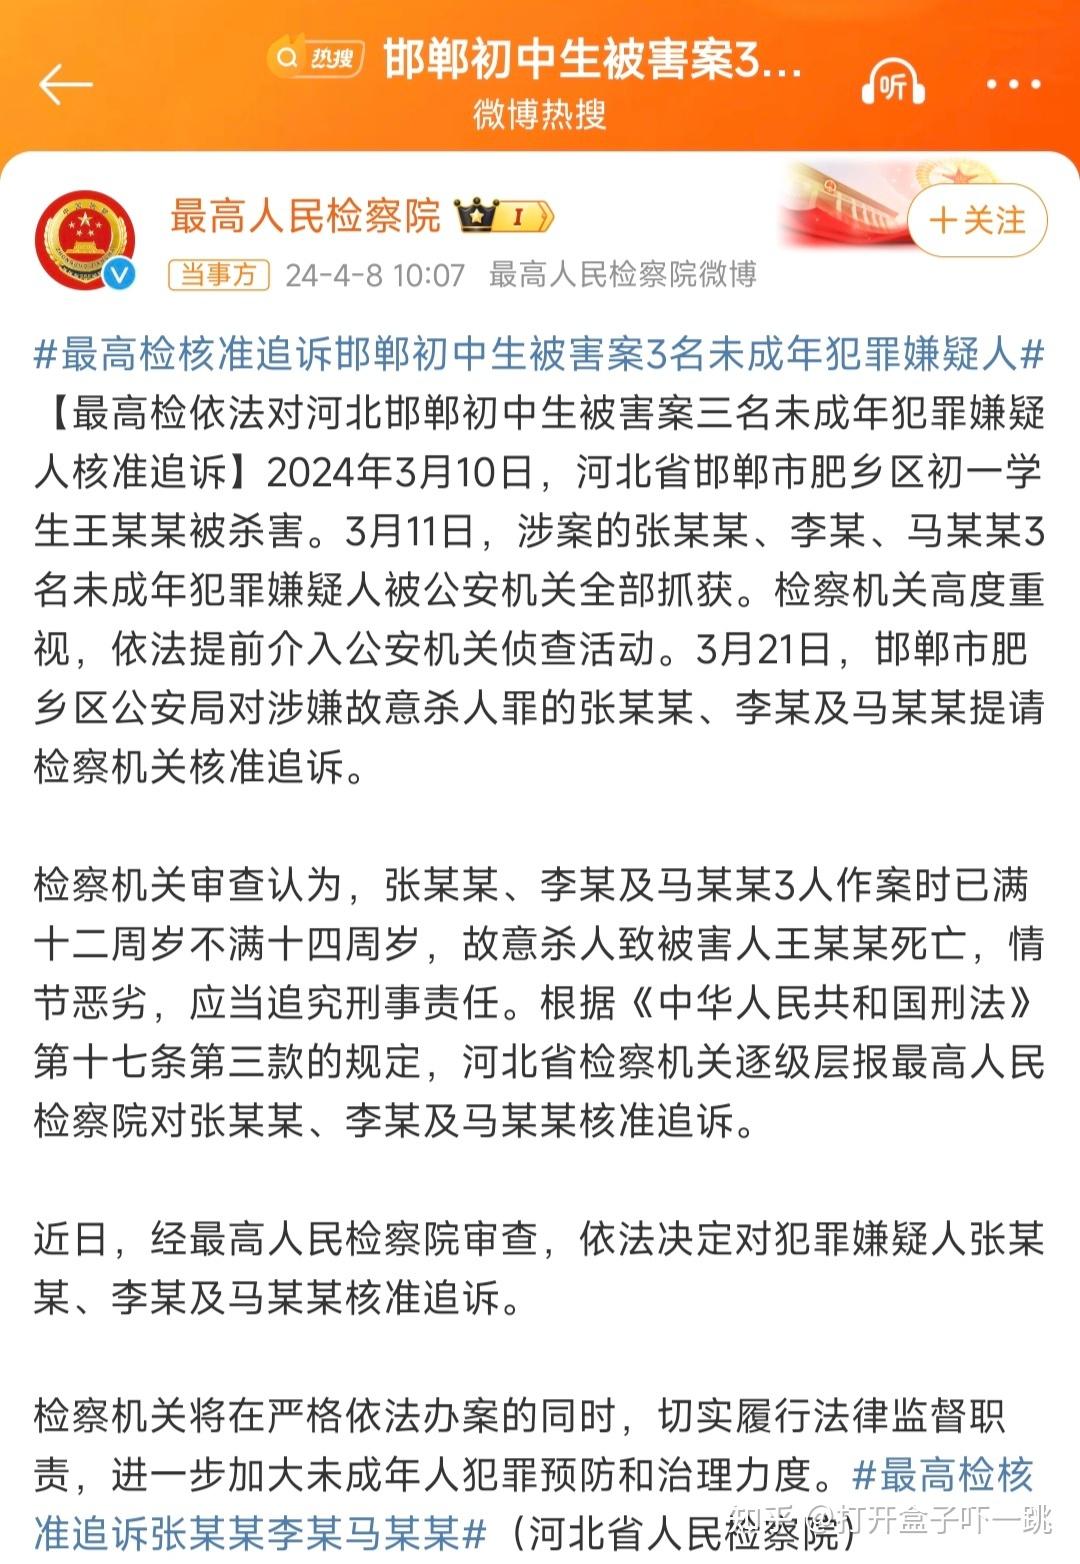 热搜 邯郸初中生被害案3...
微博热搜
听
最高人民检察院 I
十关注
当事方 24-4-8 10:07 最高人民检察院微博
#最高检核准追诉邯郸初中生被害案3名未成年犯罪嫌疑人#
【最高检依法对河北邯郸初中生被害案三名未成年犯罪嫌疑
人核准追诉】2024年3月10日，河北省邯郸市肥乡区初一学
生王某某被杀害。3月11日，涉案的张某某、李某、马某某3
名未成年犯罪嫌疑人被公安机关全部抓获。检察机关高度重
视，依法提前介入公安机关侦查活动。3月21日，邯郸市肥
乡区公安局对涉嫌故意杀人罪的张某某、李某及马某某提请
检察机关核准追诉。
检察机关审查认为，张某某、李某及马某某3人作案时已满
十二周岁不满十四周岁，故意杀人致被害人王某某死亡，情
节恶劣，应当追究刑事责任。根据《中华人民共和国刑法》
第十七条第三款的规定，河北省检察机关逐级层报最高人民
检察院对张某某、李某及马某某核准追诉。
近日，经最高人民检察院审查，依法决定对犯罪嫌疑人张某
某、李某及马某某核准追诉。
检察机关将在严格依法办案的同时，切实履行法律监督职
责，进一步加大未成年人犯罪预防和治理力度。#最高检核
准追诉张某某李某马某某#（河北省人民检察院）
知乎 @打开盒子吓一跳